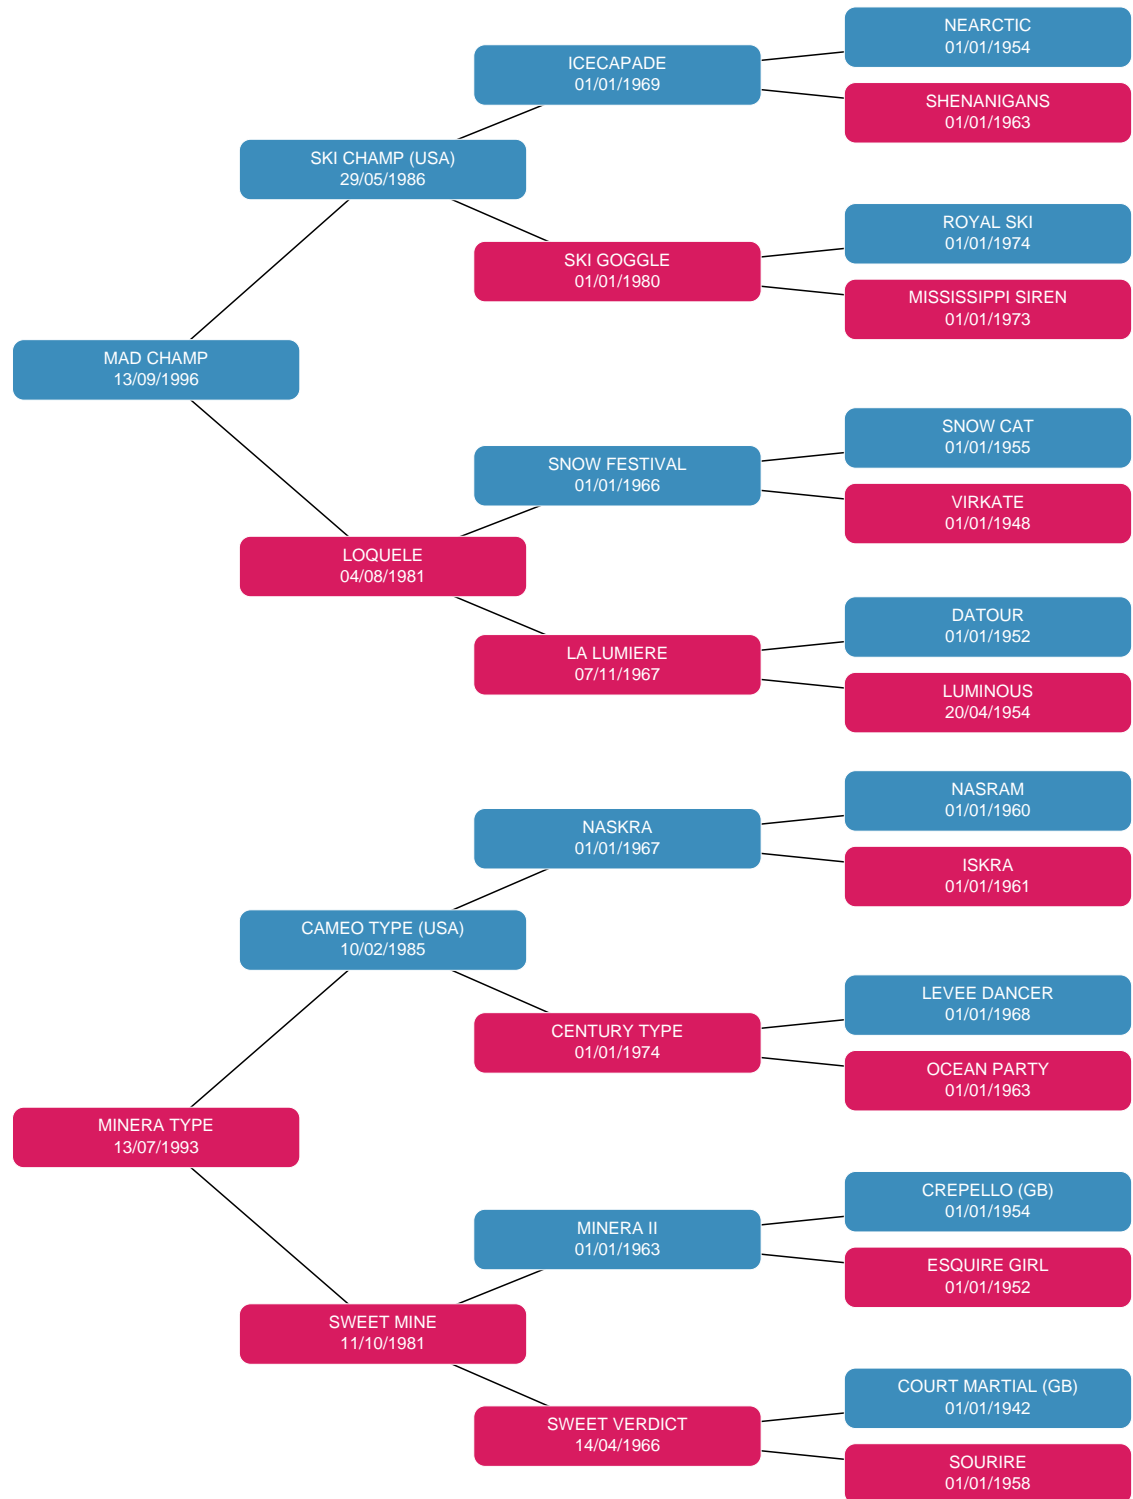 NEARCTIC
01/01/1954
ICECAPADE
01/01/1969
SHENANIGANS
01/01/1963
SKI CHAMP (USA)
29/05/1986
ROYAL SKI
01/01/1974
SKI GOGGLE
01/01/1980
MISSISSIPPI SIREN
01/01/1973
MAD CHAMP
13/09/1996
SNOW CAT
01/01/1955
SNOW FESTIVAL
01/01/1966
VIRKATE
01/01/1948
LOQUELE
04/08/1981
DATOUR
01/01/1952
LA LUMIERE
07/11/1967
LUMINOUS
20/04/1954
NASRAM
01/01/1960
NASKRA
01/01/1967
ISKRA
01/01/1961
CAMEO TYPE (USA)
10/02/1985
LEVEE DANCER
01/01/1968
CENTURY TYPE
01/01/1974
OCEAN PARTY
01/01/1963
MINERA TYPE
13/07/1993
CREPELLO (GB)
01/01/1954
MINERA II
01/01/1963
ESQUIRE GIRL
01/01/1952
SWEET MINE
11/10/1981
COURT MARTIAL (GB)
01/01/1942
SWEET VERDICT
14/04/1966
SOURIRE
01/01/1958